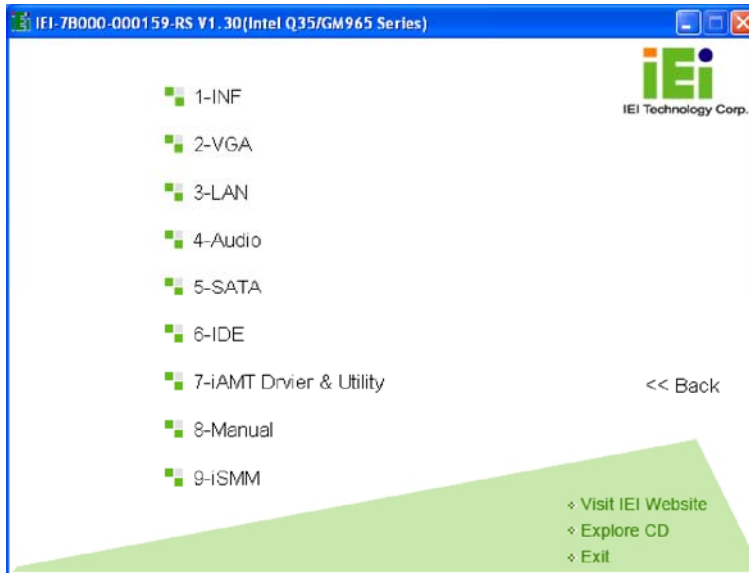 IEI-7B000-000159-RS V1.30(Intel Q35/GM965 Series)
iEi
IEI Technology Corp.
1-INF
2-VGA
3-LAN
4-Audio
5-SATA
6-IDE
7-iAMT Drvier & Utility
<< Back
8-Manual
9-iSMM
Visit IEI Website
Explore CD
Exit